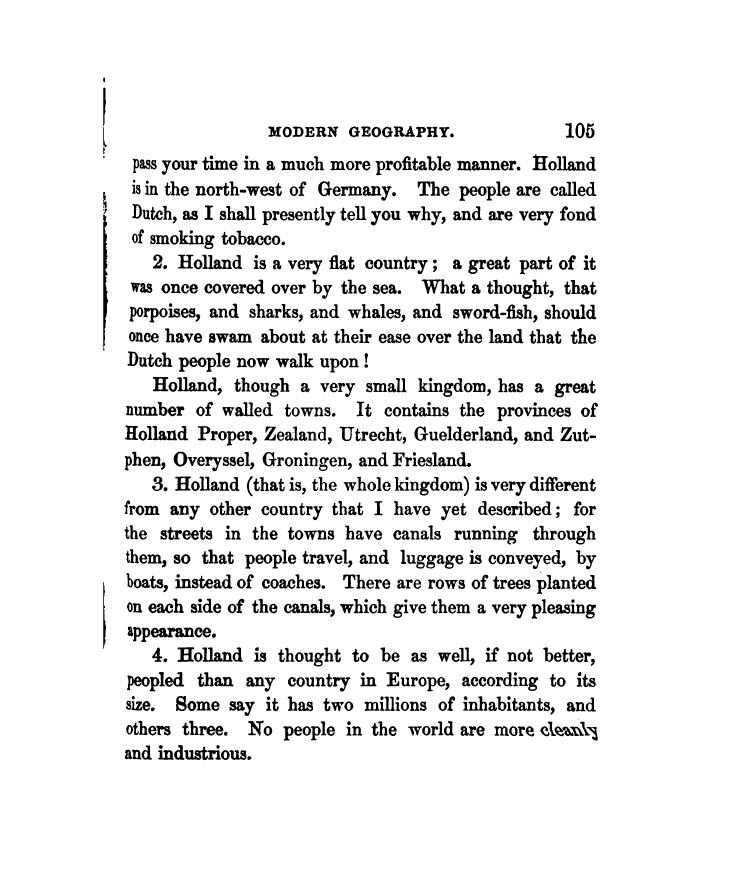 MODERN GEOGRAPHY. 105
pass your time in a much more profitable manner. Holland
is in the north-west of Germany. The people are called
Dutch, as I shall presently tell you why, and are very fond
of smoking tobacco.
2. Holland is a very flat country; a great part of it
was once covered over by the sea. What a thought, that
porpoises, and sharks, and whales, and sword-fish, should
once have swam about at their ease over the land that the
Dutch people now walk upon!
Holland, though a very small kingdom, has a great
number of walled towns. It contains the provinces of
Holland Proper, Zealand, Utrecht, Guelderland, and Zut-
phen, Overyssel, Groningen, and Friesland.
3. Holland (that is, the whole kingdom) is very different
from any other country that I have yet described; for
the streets in the towns have canals running through
them, so that people travel, and luggage is conveyed, by
boats, instead of coaches. There are rows of trees planted
on each side of the canals, which give them a very pleasing
appearance.
4. Holland is thought to be as well, if not better,
peopled than any country in Europe, according to its
size. Some say it has two millions of inhabitants, and
others three. No people in the world are more cleanly
and industrious.